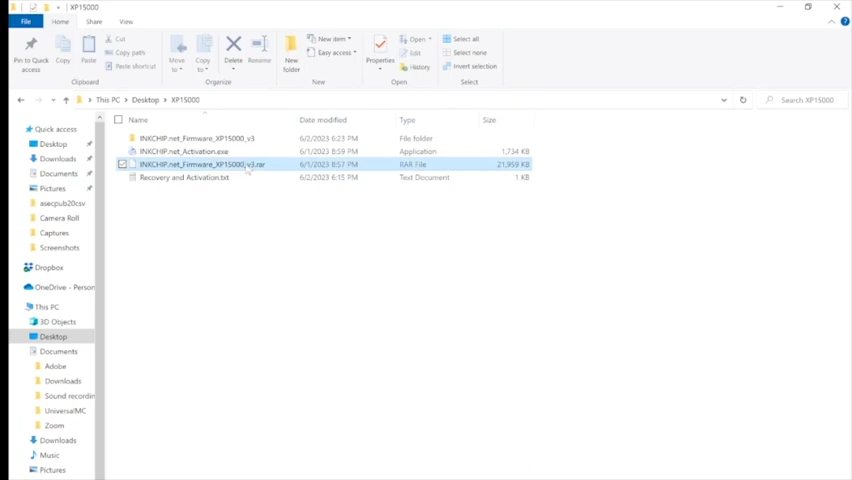 XP15000
File Home Share View
Pin to Quick access
Copy
Paste
Cut
Copy path
Paste shortcut
Clipboard
Move to
Copy to
Delete
Rename
Organize
New folder
New item
Easy access
New
Properties
Open
Edit
History
Open
Select all
Select none
Invert selection
Select
This PC > Desktop > XP15000
Search XP15000
Name Date modified Type Size
INKCHIP.net_Firmware_XP15000_v3 6/2/2023 6:23 PM File folder
INKCHIP.net_Activation.exe 6/1/2023 8:59 PM Application 1,734 KB
INKCHIP.net_Firmware_XP15000_v3.rar 6/1/2023 8:57 PM RAR File 21,959 KB
Recovery and Activation.txt 6/2/2023 6:15 PM Text Document 1 KB
Quick access
Desktop
Downloads
Documents
Pictures
asecpub20csv
Camera Roll
Captures
Screenshots
Dropbox
OneDrive - Person
This PC
3D Objects
Desktop
Documents
Adobe
Downloads
Sound recordin
UniversalMC
Zoom
Downloads
Music
Pictures